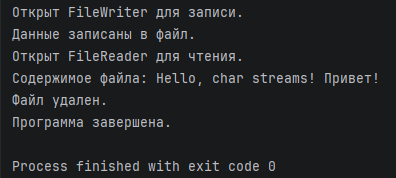 Открыт FileWriter для записи.
Данные записаны в файл.
Открыт FileReader для чтения.
Содержимое файла: Hello, char streams! Привет!
Файл удален.
Программа завершена.
Process finished with exit code 0